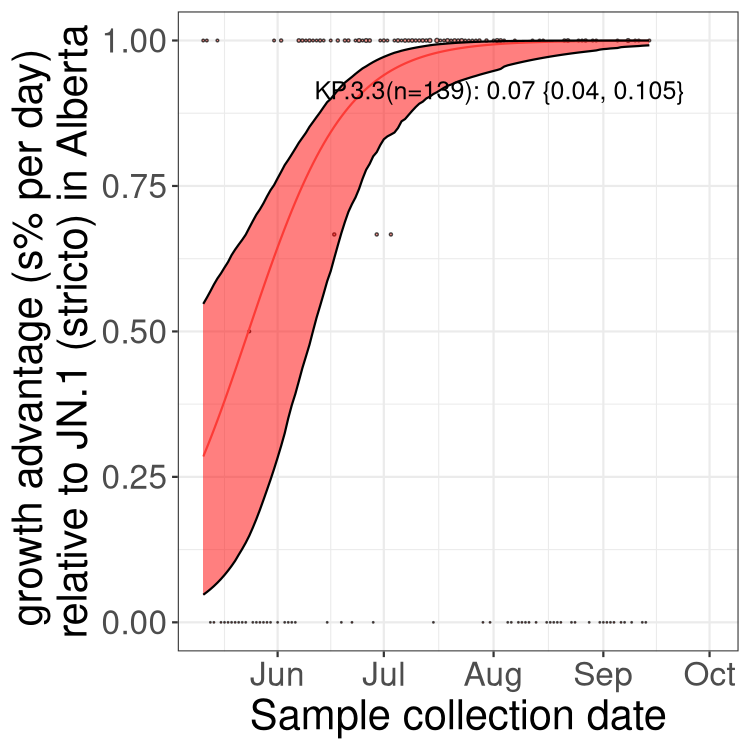 growth advantage (s% per day)
relative to JN.1 (stricto) in Alberta
1.00
0.75
0.50
0.25
0.00
KP.3.3(n=139): 0.07 {0.04, 0.105}
Jun Jul Aug Sep Oct
Sample collection date